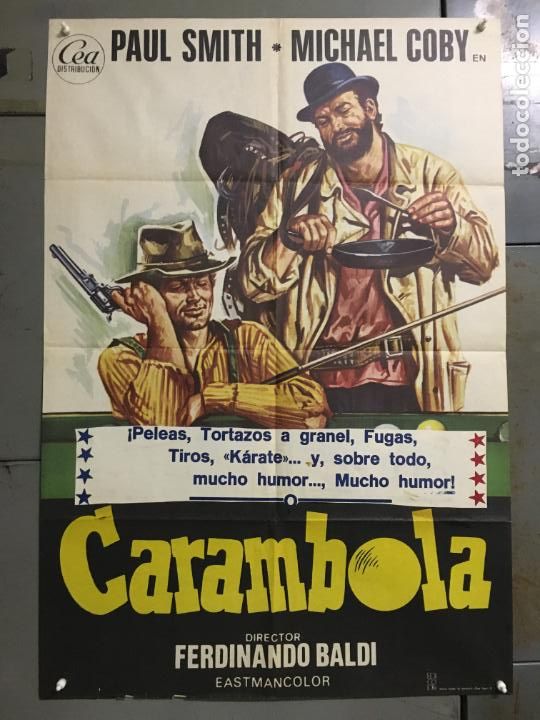 Cea
DISTRIBUCION
PAUL SMITH * MICHAEL COBY EN
¡Peleas, Tortazos a granel, Fugas,
Tiros, «Kárate»... y, sobre todo,
mucho humor..., Mucho humor!
Carambola
DIRECTOR
FERDINANDO BALDI
EASTMANCOLOR
todocoleccion